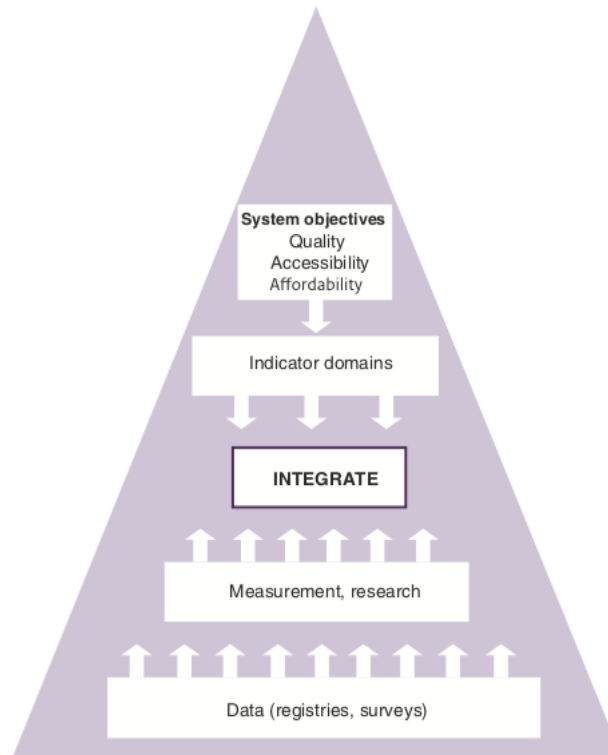 System objectives
Quality
Accessibility
Affordability
Indicator domains
INTEGRATE
Measurement, research
Data (registries, surveys)